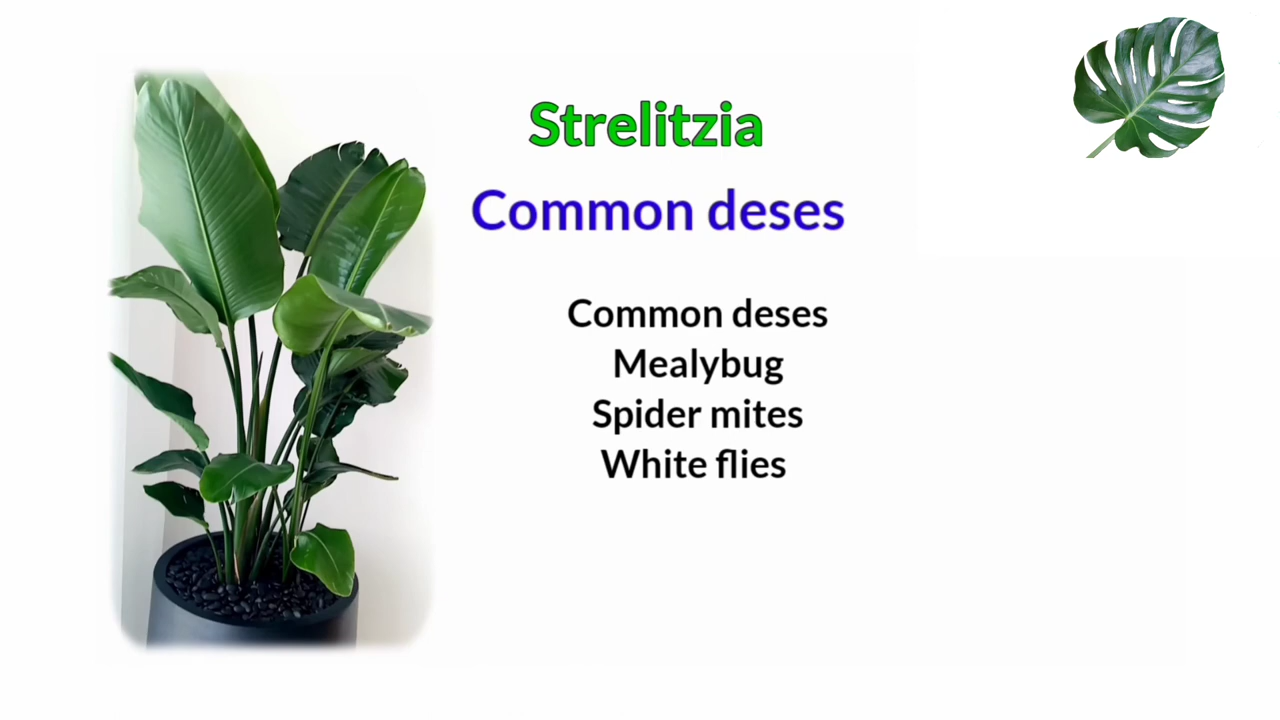 Strelitzia
Common deses
Common deses
Mealybug
Spider mites
White flies